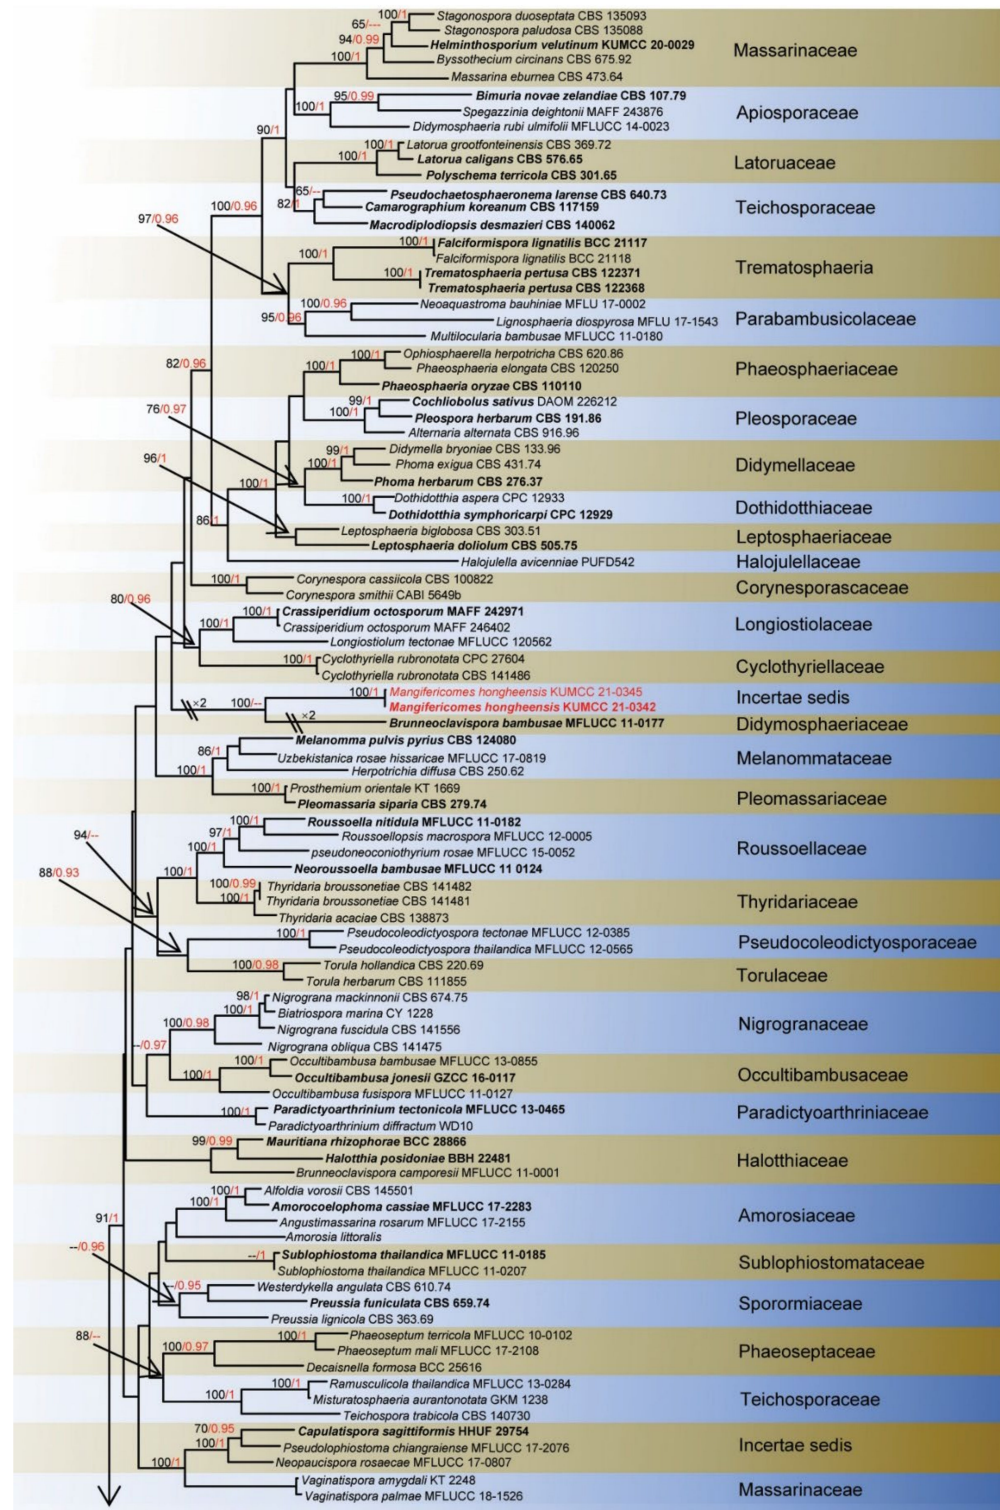 100/1 Stagonospora duoseptata CBS 135093
65/--- Stagonospora paludosa CBS 135088
94/0.99 Helminthosporium velutinum KUMCC 20-0029
Massarinaceae
100/1 Byssothecium circinans CBS 675.92
Massarina eburnea CBS 473.64
95/0.99 Bimuria novae zelandiae CBS 107.79
100/1 Spegazzinia deightonii MAFF 243876
Apiosporaceae
Didymosphaeria rubi ulmifolii MFLUCC 14-0023
90/1
Latorua grootfonteinensis CBS 369.72
100/1 Latorua caligans CBS 576.65
Latoruaceae
Polyschema terricola CBS 301.65
65/-- Pseudochaetosphaeronema larense CBS 640.73
82/1 Camarographium koreanum CBS 117159
Teichosporaceae
100/0.96
97/0.96
Macrodiplodiopsis desmazieri CBS 140062
100/1 Falciformispora lignatilis BCC 21117
100/1 Falciformispora lignatilis BCC 21118
Trematosphaeria
100/1 Trematosphaeria pertusa CBS 122371
Trematosphaeria pertusa CBS 122368
100/0.96 Neoaquastroma bauhiniae MFLU 17-0002
95/0.96 Lignosphaeria diospyrosa MFLU 17-1543
Parabambusicolaceae
Multilocularia bambusae MFLUCC 11-0180
100/1 Ophiosphaerella herpotricha CBS 620.86
82/0.96 100/1 Phaeosphaeria elongata CBS 120250
Phaeosphaeriaceae
Phaeosphaeria oryzae CBS 110110
99/1 Cochliobolus sativus DAOM 226212
76/0.97 100/1 Pleospora herbarum CBS 191.86
Pleosporaceae
Alternaria alternata CBS 916.96
99/1 Didymella bryoniae CBS 133.96
96/1 100/1 Phoma exigua CBS 431.74
Didymellaceae
Phoma herbarum CBS 276.37
100/1
100/1 Dothidotthia aspera CPC 12933
Dothidotthiaceae
Dothidotthia symphoricarpi CPC 12929
86/1
Leptosphaeria biglobosa CBS 303.51
Leptosphaeriaceae
Leptosphaeria doliolum CBS 505.75
Halojulella avicenniae PUFD542
Halojulellaceae
100/1 Corynespora cassiicola CBS 100822
Corynesporascaceae
Corynespora smithii CABI 5649b
80/0.96
100/1 Crassiperidium octosporum MAFF 242971
100/1 Crassiperidium octosporum MAFF 246402
Longiostiolaceae
Longiostiolum tectonae MFLUCC 120562
100/1 Cyclothyriella rubronotata CPC 27604
Cyclothyriellaceae
Cyclothyriella rubronotata CBS 141486
100/1 Mangifericomes hongheensis KUMCC 21-0345
Incertae sedis
×2 100/-- Mangifericomes hongheensis KUMCC 21-0342
×2 Brunneoclavispora bambusae MFLUCC 11-0177
Didymosphaeriaceae
Melanomma pulvis pyrius CBS 124080
86/1 Uzbekistanica rosae hissaricae MFLUCC 17-0819
Melanommataceae
100/1 Herpotrichia diffusa CBS 250.62
100/1 Prosthemium orientale KT 1669
Pleomassariaceae
Pleomassaria siparia CBS 279.74
100/1 Roussoella nitidula MFLUCC 11-0182
97/1 Roussoellopsis macrospora MFLUCC 12-0005
94/--
Roussoellaceae
pseudoneoconiothyrium rosae MFLUCC 15-0052
100/1 Neoroussoella bambusae MFLUCC 11 0124
88/0.93
100/0.99 Thyridaria broussonetiae CBS 141482
100/1 Thyridaria broussonetiae CBS 141481
Thyridariaceae
Thyridaria acaciae CBS 138873
100/1 Pseudocoleodictyospora tectonae MFLUCC 12-0385
Pseudocoleodictyosporaceae
Pseudocoleodictyospora thailandica MFLUCC 12-0565
100/0.98 Torula hollandica CBS 220.69
Torulaceae
Torula herbarum CBS 111855
98/1 Nigrograna mackinnonii CBS 674.75
100/1 Biatriospora marina CY 1228
100/0.98 Nigrograna fuscidula CBS 141556
Nigrogranaceae
--/0.97 Nigrograna obliqua CBS 141475
100/1 Occultibambusa bambusae MFLUCC 13-0855
100/1 Occultibambusa jonesii GZCC 16-0117
Occultibambusaceae
Occultibambusa fusispora MFLUCC 11-0127
100/1 Paradictyoarthrinium tectonicola MFLUCC 13-0465
Paradictyoarthriniaceae
Paradictyoarthrinium diffractum WD10
99/0.99 Mauritiana rhizophorae BCC 28866
Halotthia posidoniae BBH 22481
Halotthiaceae
Brunneoclavispora camporesii MFLUCC 11-0001
100/1 Alfoldia vorosii CBS 145501
100/1 Amorocoelophoma cassiae MFLUCC 17-2283
Amorosiaceae
91/1 Angustimassarina rosarum MFLUCC 17-2155
Amorosia littoralis
--/0.96
--/1 Sublophiostoma thailandica MFLUCC 11-0185
Sublophiostomataceae
Sublophiostoma thailandica MFLUCC 11-0207
--/0.95 Westerdykella angulata CBS 610.74
Preussia funiculata CBS 659.74
Sporormiaceae
Preussia lignicola CBS 363.69
88/--
100/1 Phaeoseptum terricola MFLUCC 10-0102
100/0.97 Phaeoseptum mali MFLUCC 17-2108
Phaeoseptaceae
Decaisnella formosa BCC 25616
100/1 Ramusculicola thailandica MFLUCC 13-0284
100/1 Misturatosphaeria aurantonotata GKM 1238
Teichosporaceae
Teichospora trabicola CBS 140730
70/0.95 Capulatispora sagittiformis HHUF 29754
100/1 Pseudolophiostoma chiangraiense MFLUCC 17-2076
Incertae sedis
Neopaucispora rosaecae MFLUCC 17-0807
100/1
Vaginatispora amygdali KT 2248
Massarinaceae
Vaginatispora palmae MFLUCC 18-1526